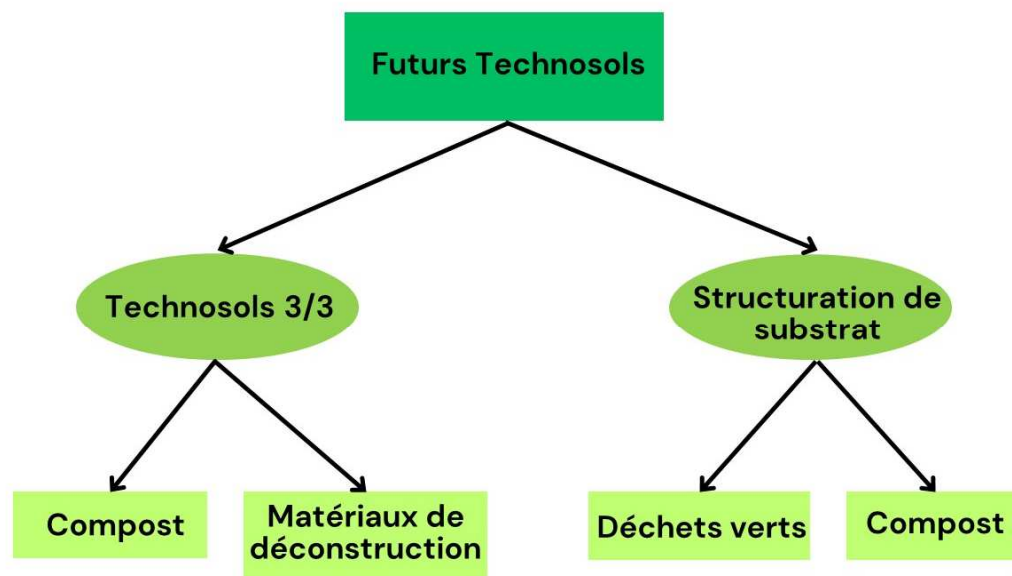 Futurs Technosols
Technosols 3/3
Structuration de
substrat
Compost
Matériaux de
déconstruction
Déchets verts
Compost